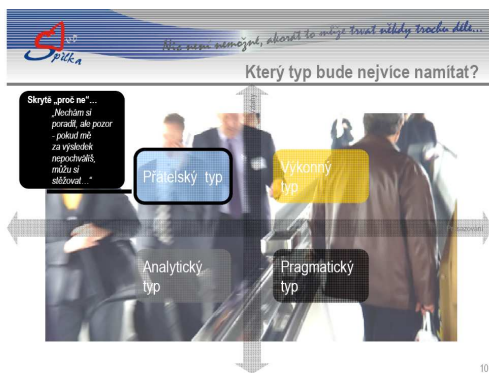 Nic není nemožné, akorát to může trvat někdy trochu déle...
Špička
Který typ bude nejvíce namítat?
Skryté „proč ne“...
„Nechám si
poradit, ale pozor
- pokud mě
za výsledek
nepochválíš,
můžu si
stěžovat...“
Přátelský typ
Výkonný
typ
Analytický
typ
Pragmatický
typ
10